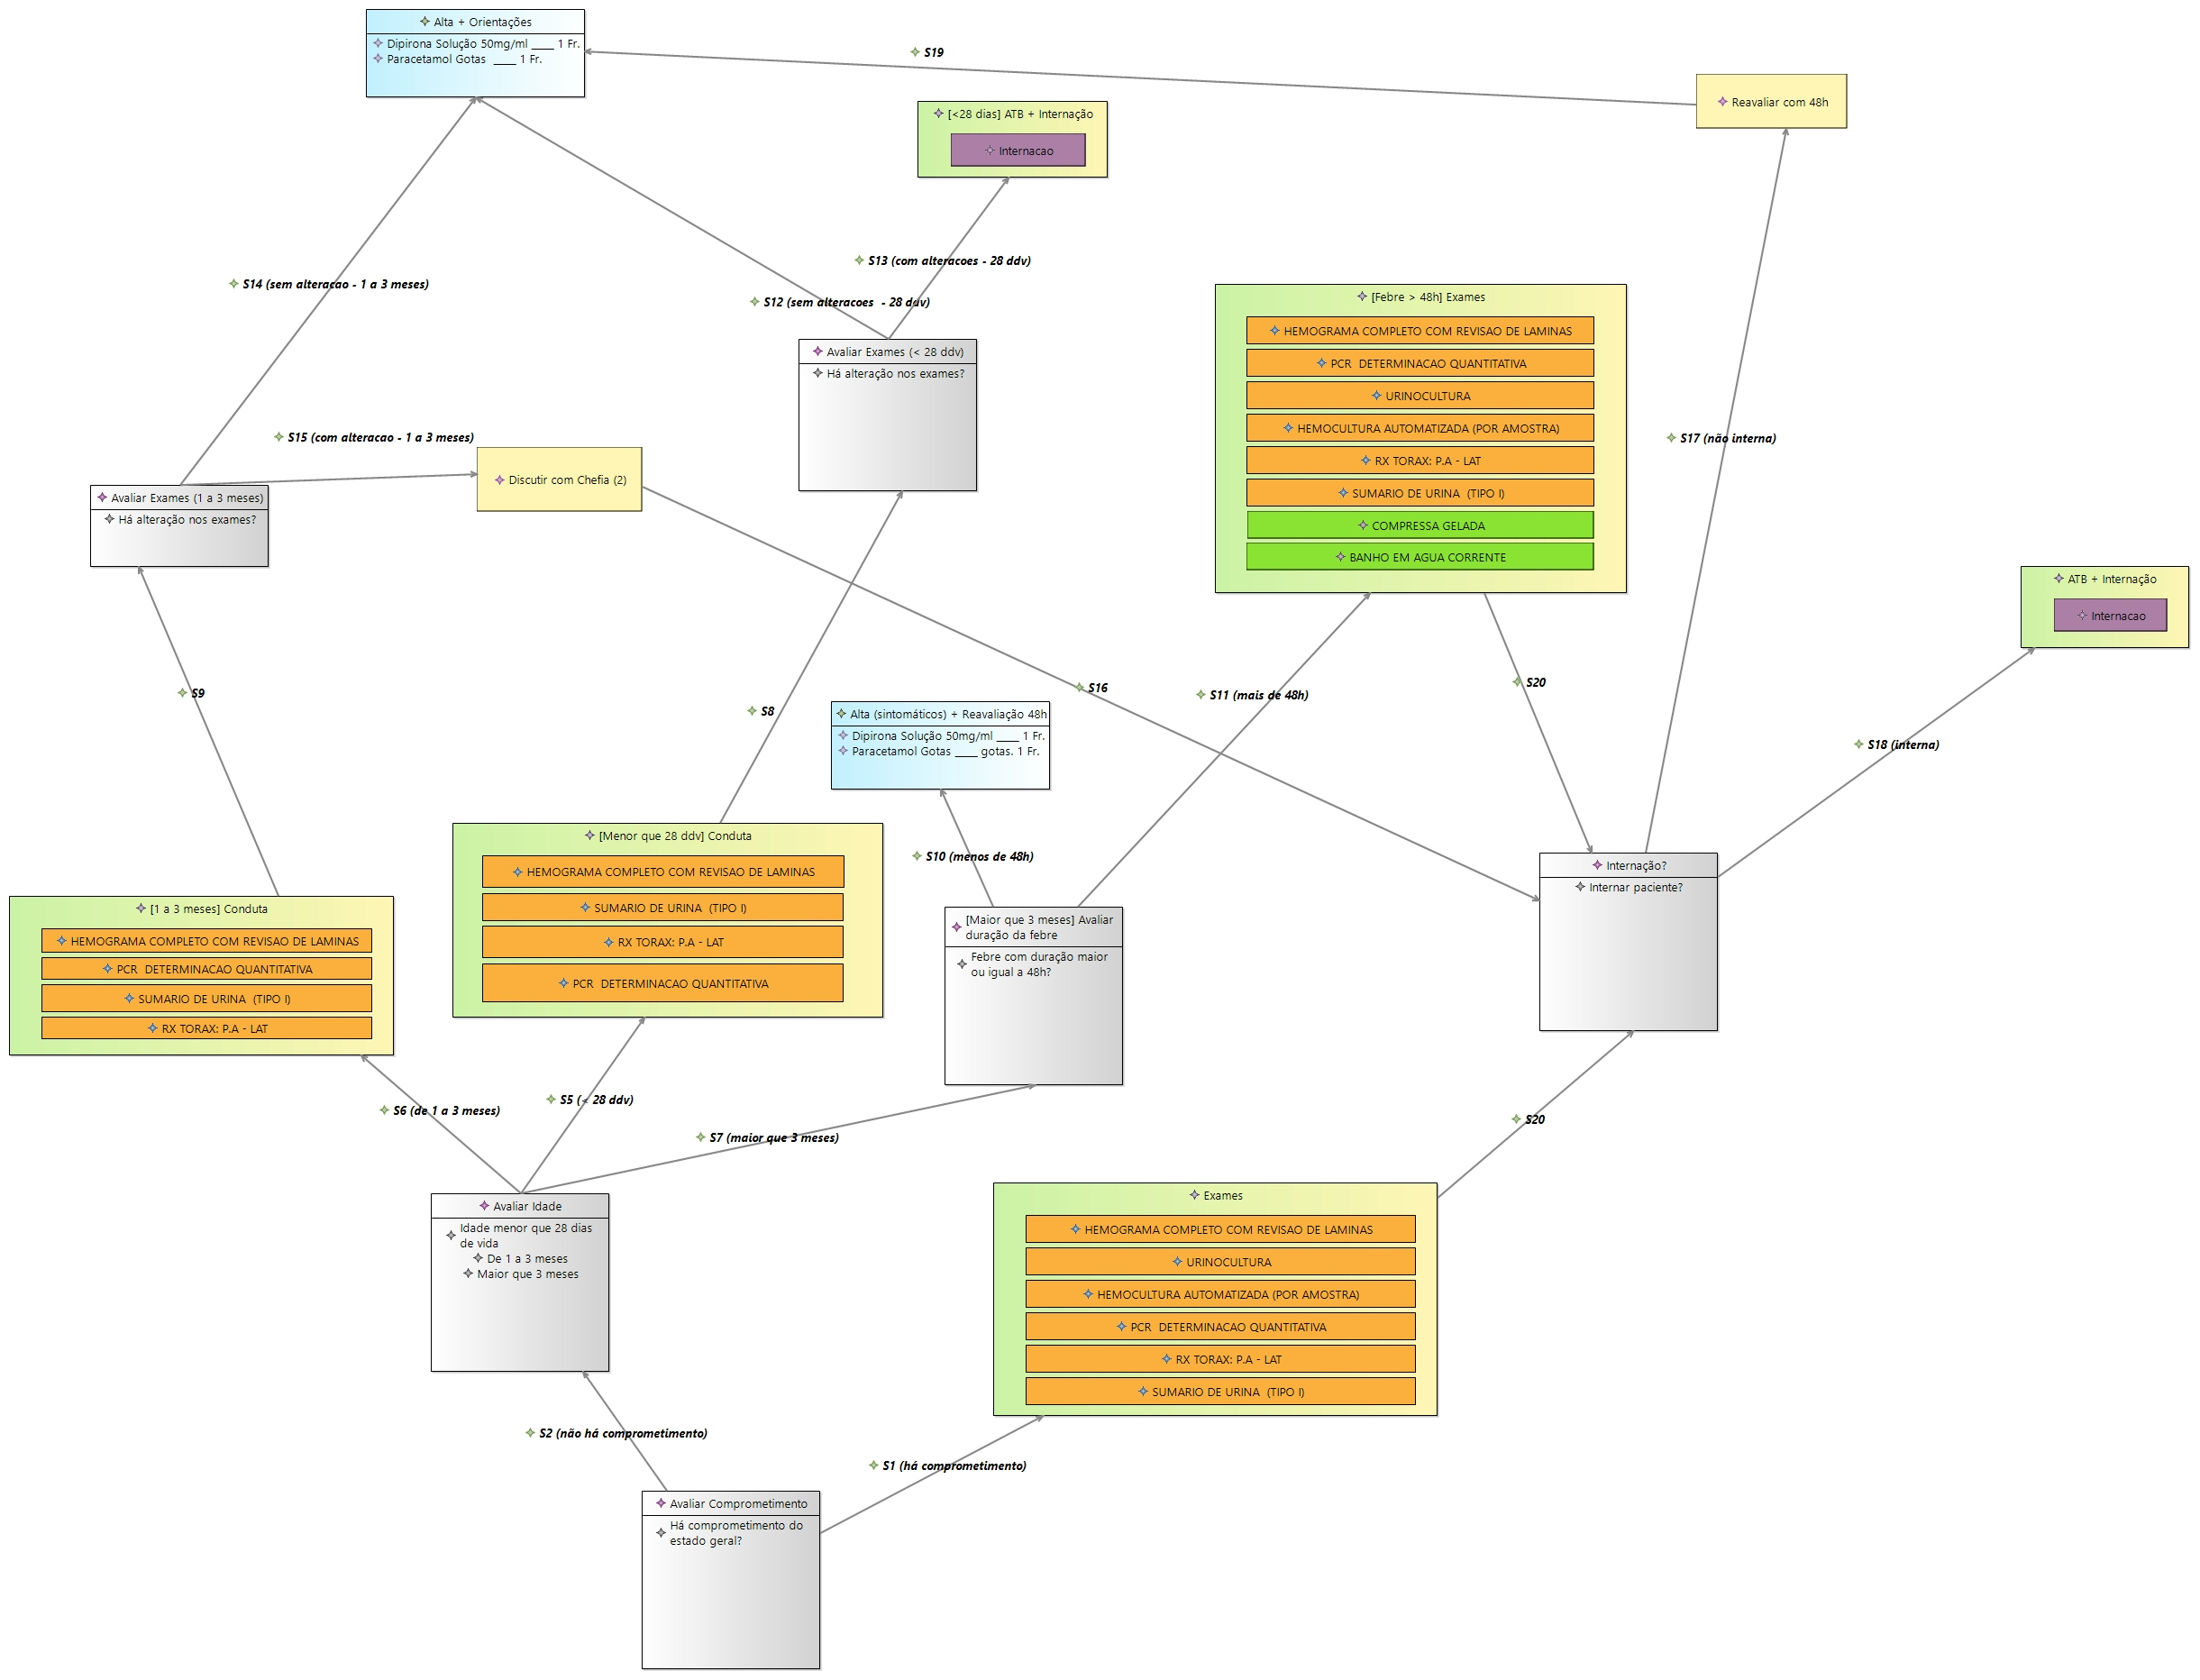 Alta + Orientações
Dipirona Solução 50mg/ml ____ 1 Fr.
Paracetamol Gotas  ____ 1 Fr.
S19
Reavaliar com 48h
[<28 dias] ATB + Internação
Internacao
S14 (sem alteracao - 1 a 3 meses)
S13 (com alteracoes - 28 ddv)
S12 (sem alteracoes  - 28 ddv)
[Febre > 48h] Exames
HEMOGRAMA COMPLETO COM REVISAO DE LAMINAS
PCR  DETERMINACAO QUANTITATIVA
URINOCULTURA
HEMOCULTURA AUTOMATIZADA (POR AMOSTRA)
RX TORAX: P.A - LAT
SUMARIO DE URINA  (TIPO I)
COMPRESSA GELADA
BANHO EM AGUA CORRENTE
Avaliar Exames (< 28 ddv)
Há alteração nos exames?
S15 (com alteracao - 1 a 3 meses)
S17 (não interna)
Discutir com Chefia (2)
Avaliar Exames (1 a 3 meses)
Há alteração nos exames?
ATB + Internação
Internacao
S9
S8
S16
S11 (mais de 48h)
S20
S18 (interna)
Alta (sintomáticos) + Reavaliação 48h
Dipirona Solução 50mg/ml ____ 1 Fr.
Paracetamol Gotas ____ gotas. 1 Fr.
S10 (menos de 48h)
[Menor que 28 ddv] Conduta
HEMOGRAMA COMPLETO COM REVISAO DE LAMINAS
SUMARIO DE URINA  (TIPO I)
RX TORAX: P.A - LAT
PCR  DETERMINACAO QUANTITATIVA
Internação?
Internar paciente?
[1 a 3 meses] Conduta
HEMOGRAMA COMPLETO COM REVISAO DE LAMINAS
PCR  DETERMINACAO QUANTITATIVA
SUMARIO DE URINA  (TIPO I)
RX TORAX: P.A - LAT
[Maior que 3 meses] Avaliar
duração da febre
Febre com duração maior
ou igual a 48h?
S6 (de 1 a 3 meses)
S5 (< 28 ddv)
S7 (maior que 3 meses)
S20
Avaliar Idade
Idade menor que 28 dias
de vida
De 1 a 3 meses
Maior que 3 meses
Exames
HEMOGRAMA COMPLETO COM REVISAO DE LAMINAS
URINOCULTURA
HEMOCULTURA AUTOMATIZADA (POR AMOSTRA)
PCR  DETERMINACAO QUANTITATIVA
RX TORAX: P.A - LAT
SUMARIO DE URINA  (TIPO I)
S2 (não há comprometimento)
S1 (há comprometimento)
Avaliar Comprometimento
Há comprometimento do
estado geral?